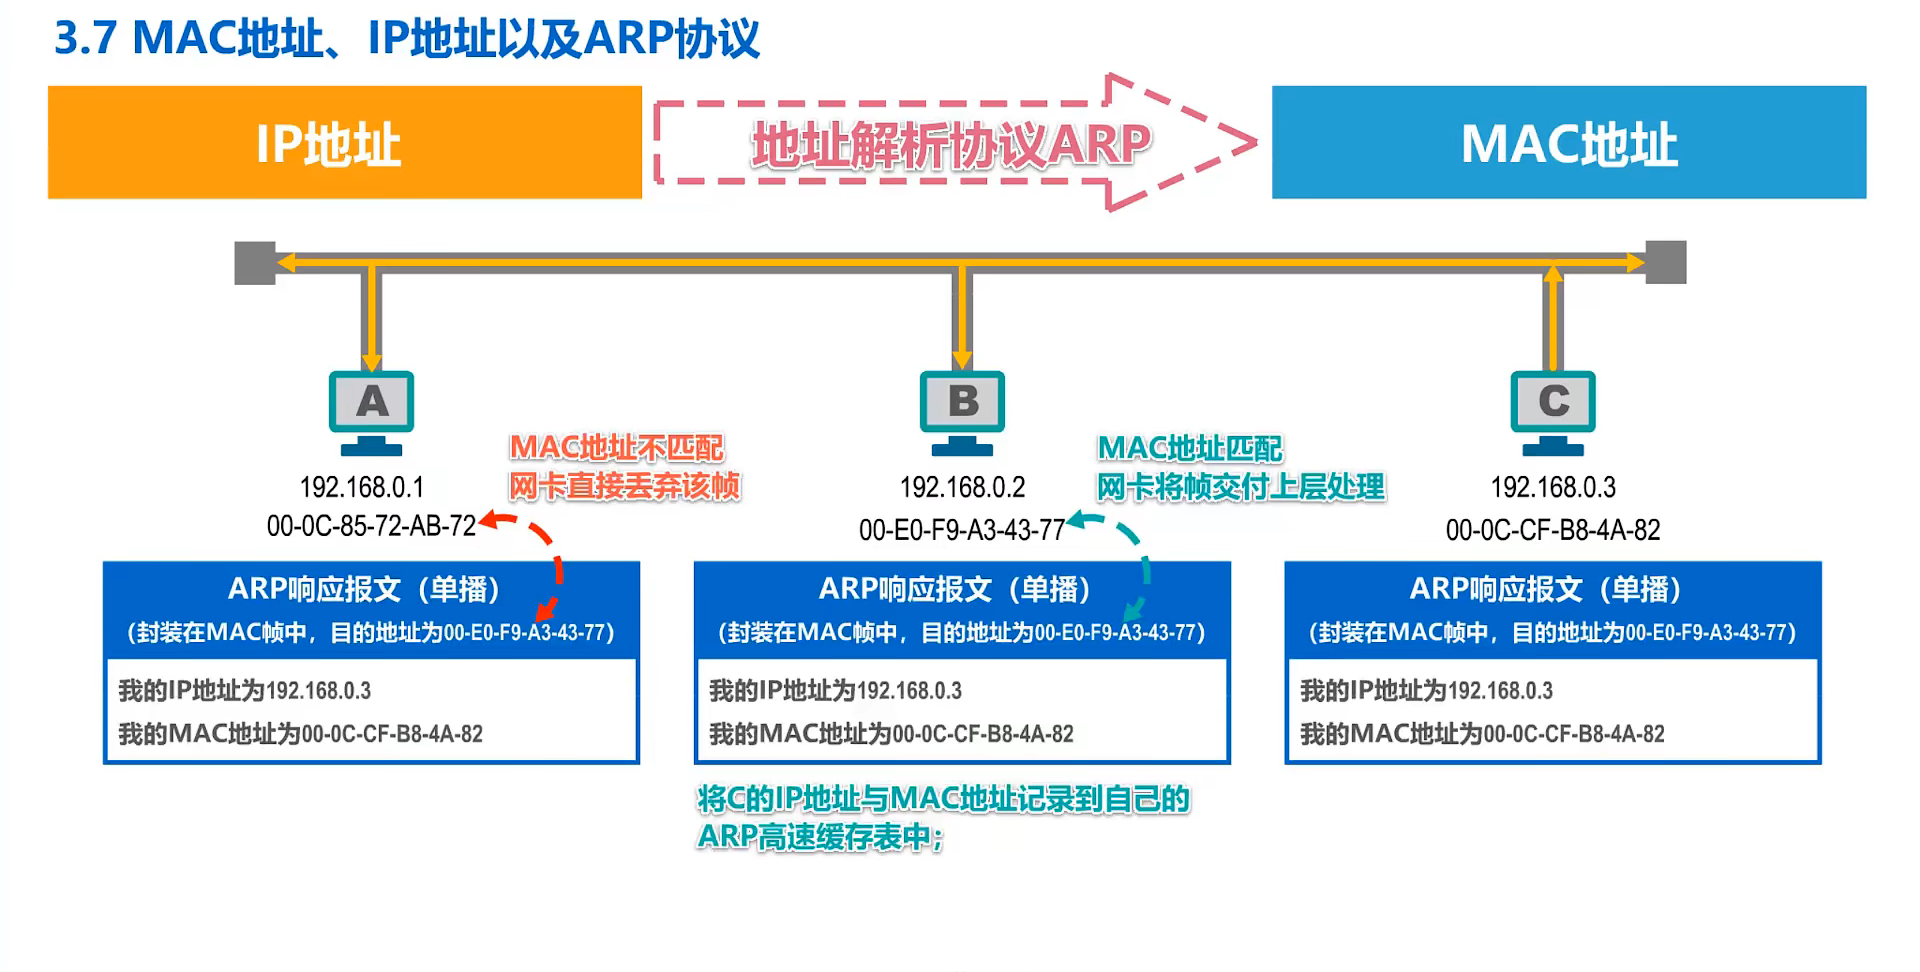 3.7 MAC地址、IP地址以及ARP协议
IP地址
地址解析协议ARP
MAC地址
A
B
C
MAC地址不匹配
网卡直接丢弃该帧
MAC地址匹配
网卡将帧交付上层处理
192.168.0.1
00-0C-85-72-AB-72
192.168.0.2
00-E0-F9-A3-43-77
192.168.0.3
00-0C-CF-B8-4A-82
ARP响应报文（单播）
（封装在MAC帧中，目的地址为00-E0-F9-A3-43-77）
我的IP地址为192.168.0.3
我的MAC地址为00-0C-CF-B8-4A-82
ARP响应报文（单播）
（封装在MAC帧中，目的地址为00-E0-F9-A3-43-77）
我的IP地址为192.168.0.3
我的MAC地址为00-0C-CF-B8-4A-82
ARP响应报文（单播）
（封装在MAC帧中，目的地址为00-E0-F9-A3-43-77）
我的IP地址为192.168.0.3
我的MAC地址为00-0C-CF-B8-4A-82
将C的IP地址与MAC地址记录到自己的
ARP高速缓存表中；